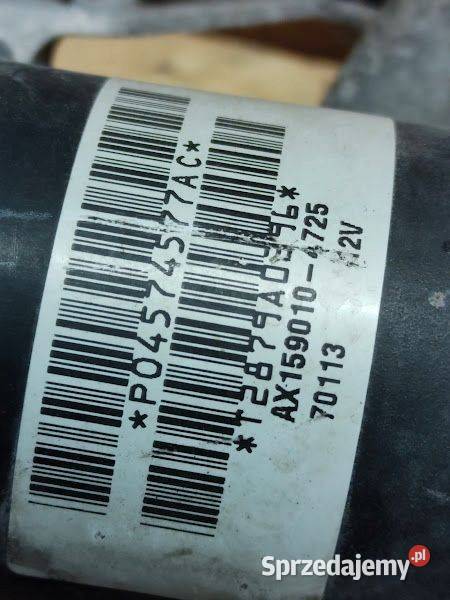 *P04574577AC*
AX159010-4725
12V
70113
Sprzedajemy.pl